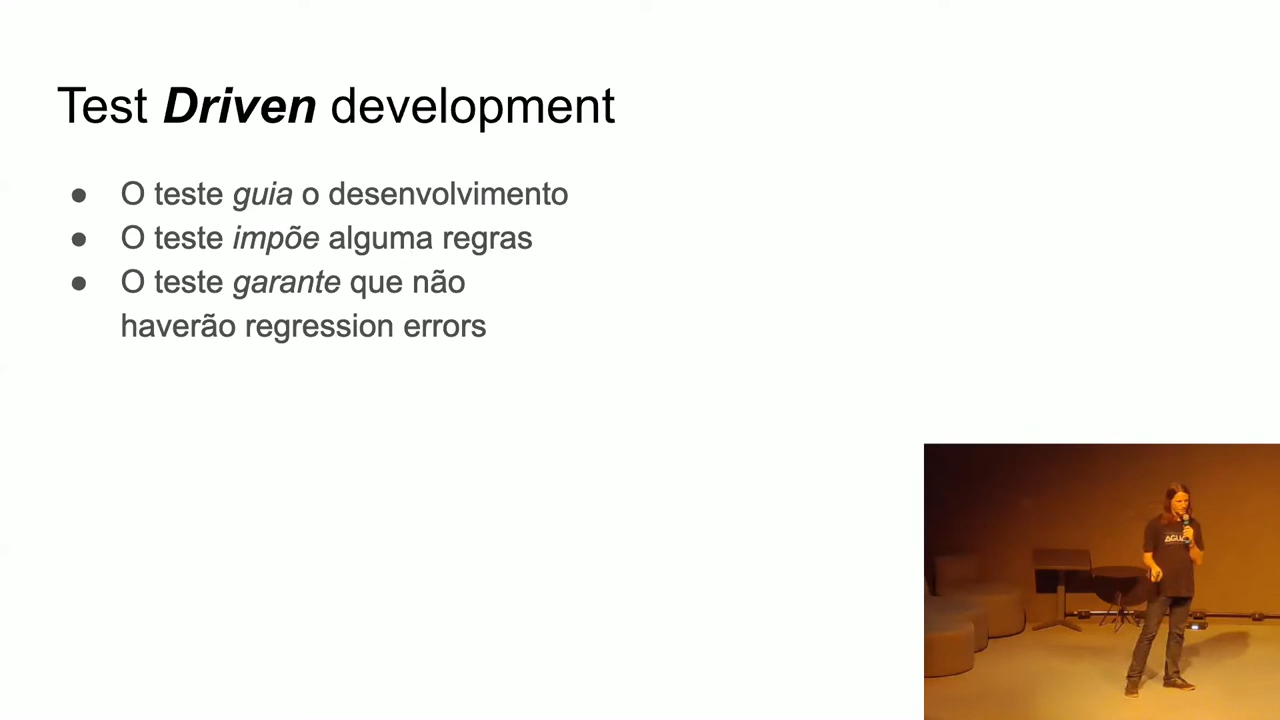 Test Driven development
● O teste guia o desenvolvimento
● O teste impõe alguma regras
● O teste garante que não
haverão regression errors